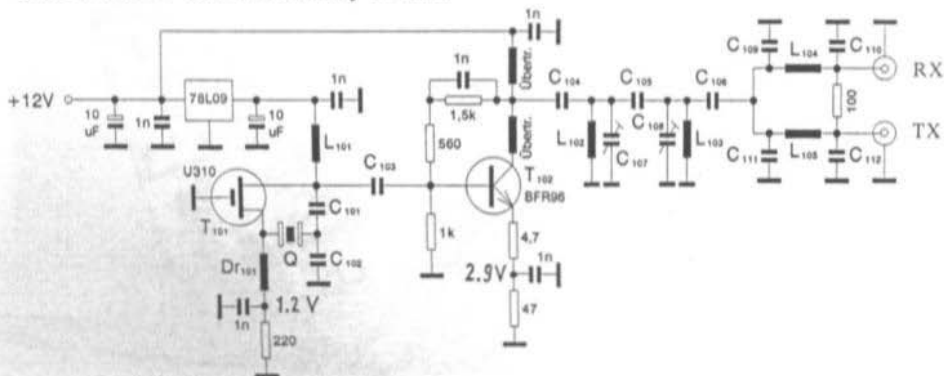 1n
C₁₀₉
L₁₀₄
C₁₁₀
RX
+12V
10 uF
1n
78L09
10 uF
1n
L₁₀₁
1n
1,5k
Übertr.
Übertr.
C₁₀₄
C₁₀₅
C₁₀₆
L₁₀₂
C₁₀₇
C₁₀₈
L₁₀₃
100
TX
C₁₁₁
L₁₀₅
C₁₁₂
U310
T₁₀₁
C₁₀₃
560
T₁₀₂
BFR96
C₁₀₁
Q
C₁₀₂
1k
4,7
Dr₁₀₁
1.2 V
2.9V
1n
1n
47
220